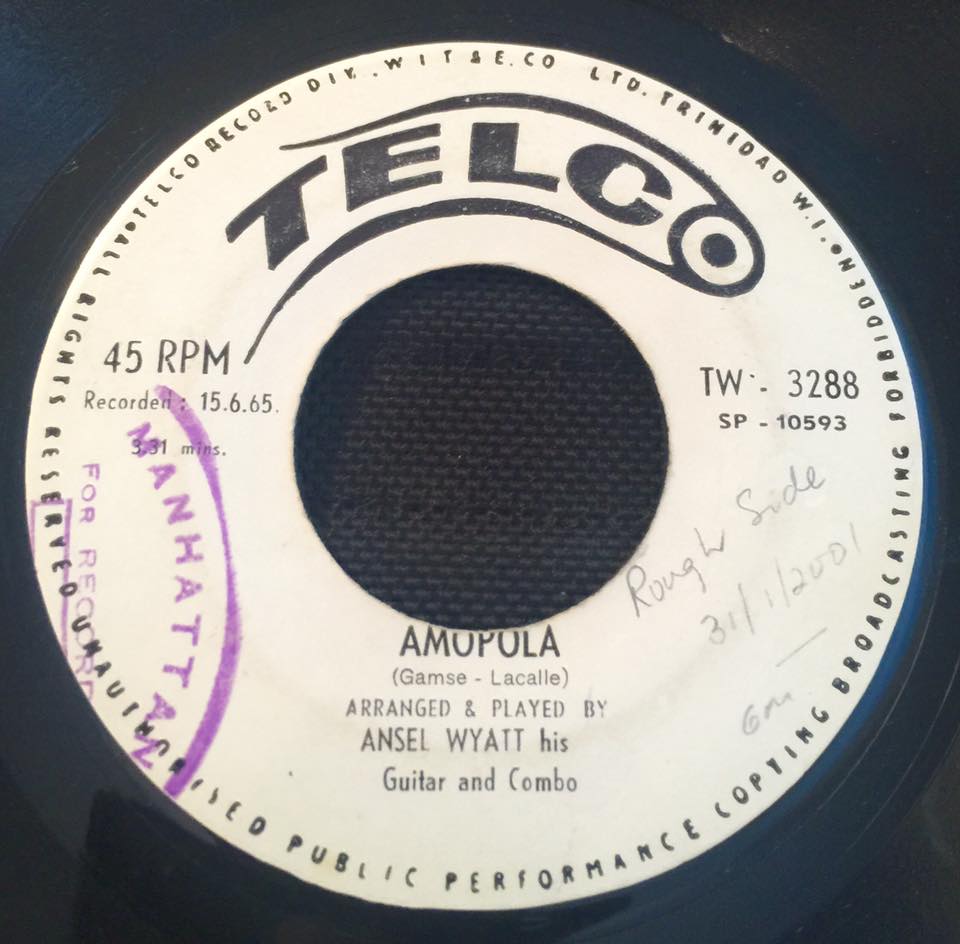 TELCO RECORD DIV. WITSE. CO LTD. TRINIDAD W.I.
TELCO
45 RPM
Recorded : 15.6.65.
3.31 mins.
TW - 3288
SP - 10593
MANHATTAN
FOR RECORD
Rough Side
31/1/2001
AMOPOLA
(Gamse - Lacalle)
ARRANGED & PLAYED BY
ANSEL WYATT his
Guitar and Combo
ALL RIGHTS RESERVED UNAUTHORISED PUBLIC PERFORMANCE COPYING BROADCASTING FORBIDDEN